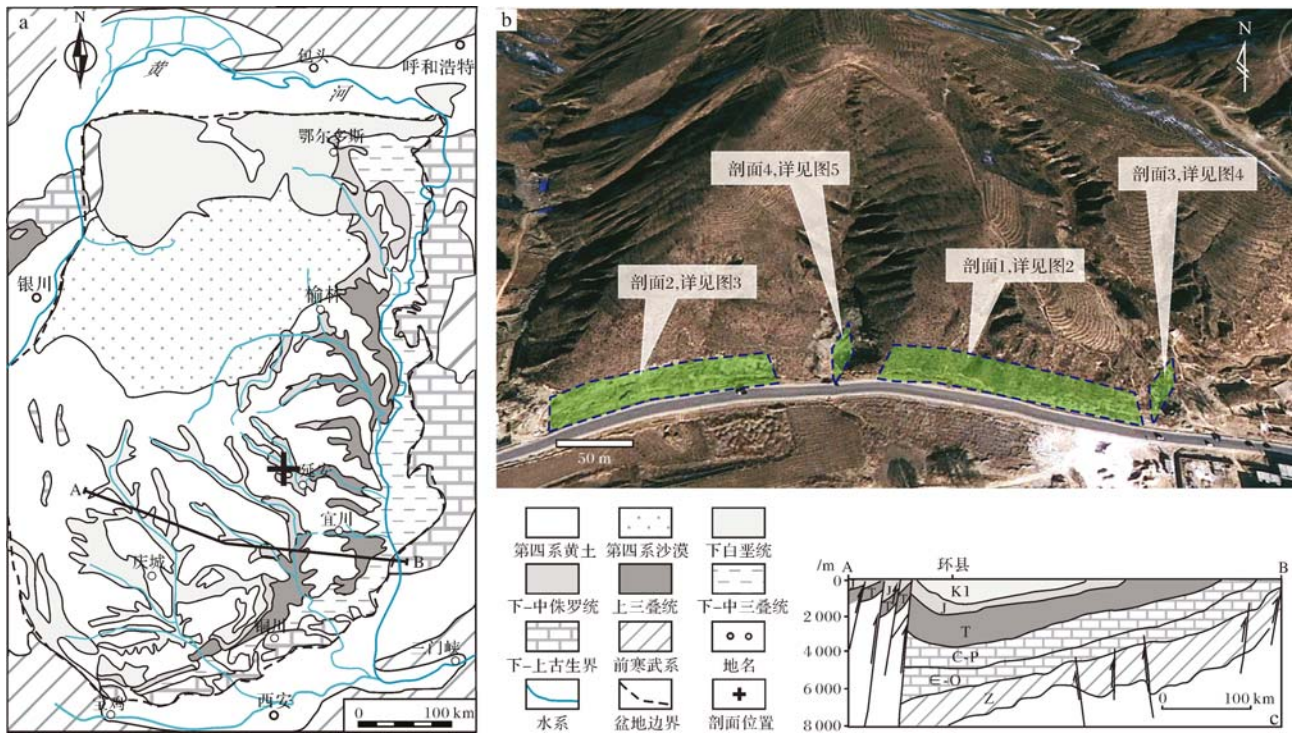 a
N
黄
河
包头
呼和浩特
鄂尔多斯
银川
榆林
延安
A
宜川
庆城
B
铜川
三门峡
西安
宝鸡
0 100 km
b
N
剖面4,详见图5
剖面3,详见图4
剖面2,详见图3
剖面1,详见图2
50 m
第四系黄土 第四系沙漠 下白垩统
下-中侏罗统 上三叠统 下-中三叠统
下-上古生界 前寒武系 地名
水系 盆地边界 剖面位置
/m A 环县 B
0
2 000
4 000
6 000
8 000
K1
J
T
C-P
∈-O
Z
0 100 km
c